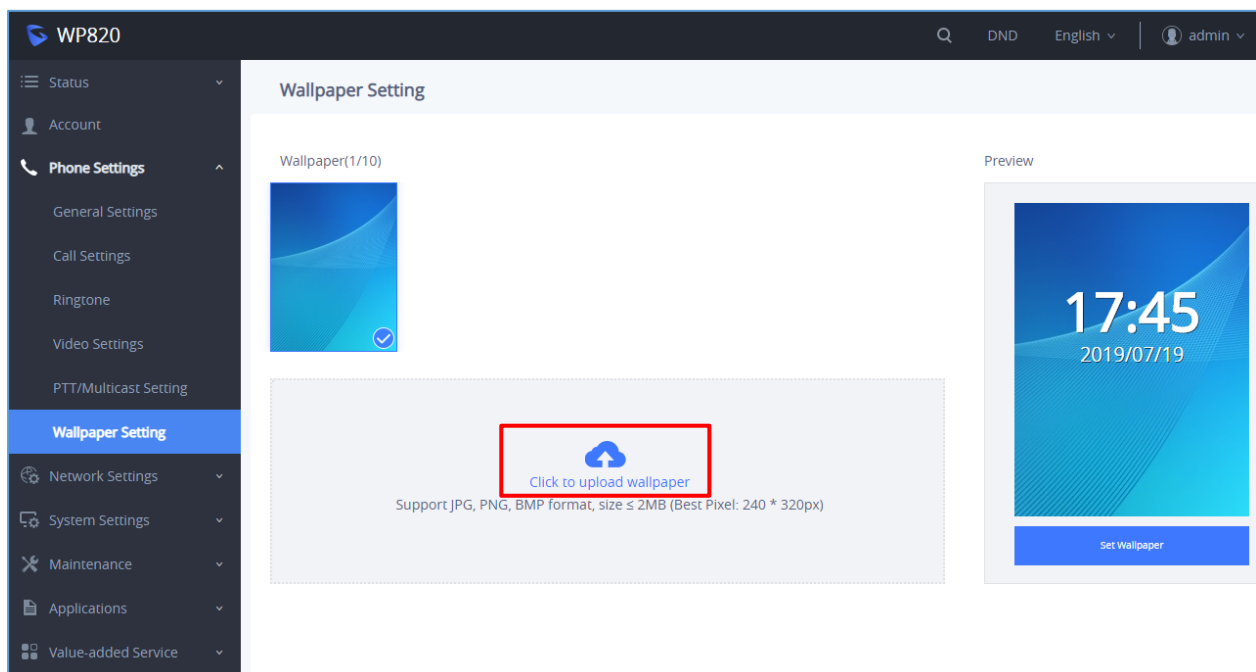 WP820
DND
English
admin
Status
Account
Phone Settings
General Settings
Call Settings
Ringtone
Video Settings
PTT/Multicast Setting
Wallpaper Setting
Network Settings
System Settings
Maintenance
Applications
Value-added Service
Wallpaper Setting
Wallpaper(1/10)
Click to upload wallpaper
Support JPG, PNG, BMP format, size ≤ 2MB (Best Pixel: 240 * 320px)
Preview
17:45
2019/07/19
Set Wallpaper